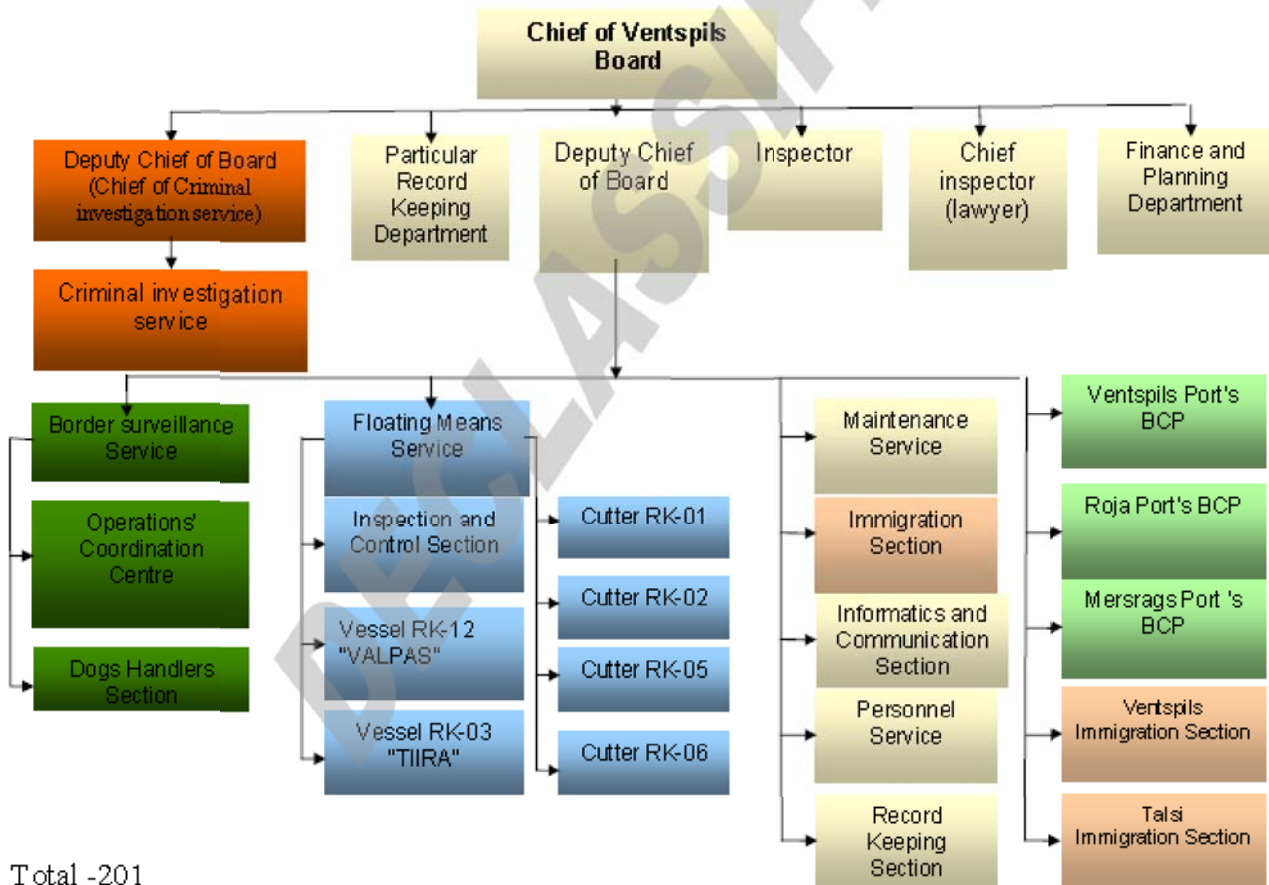 Chief of Ventspils
Board
Deputy Chief of Board
(Chief of Criminal
investigation service)
Particular
Record
Keeping
Department
Deputy Chief
of Board
Inspector
Chief
inspector
(lawyer)
Finance and
Planning
Department
Criminal investigation
service
Border surveillance
Service
Operations'
Coordination
Centre
Dogs Handlers
Section
Floating Means
Service
Inspection and
Control Section
Vessel RK-12
"VALPAS"
Vessel RK-03
"TIIRA"
Cutter RK-01
Cutter RK-02
Cutter RK-05
Cutter RK-06
Maintenance
Service
Immigration
Section
Informatics and
Communication
Section
Personnel
Service
Record
Keeping
Section
Ventspils Port's
BCP
Roja Port's BCP
Mersrags Port 's
BCP
Ventspils
Immigration Section
Talsi
Immigration Section
Total -201
DECLASSIF